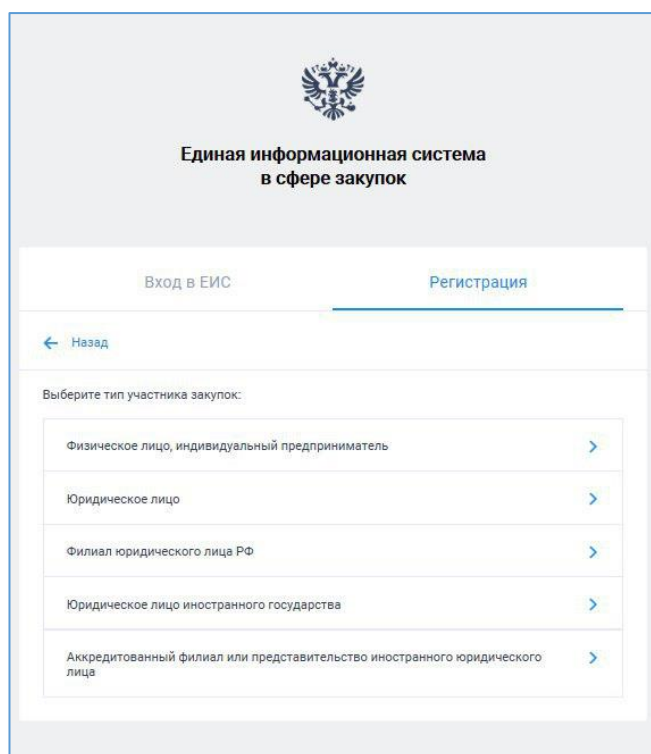 Единая информационная система
в сфере закупок
Вход в ЕИС
Регистрация
Назад
Выберите тип участника закупок:
Физическое лицо, индивидуальный предприниматель
Юридическое лицо
Филиал юридического лица РФ
Юридическое лицо иностранного государства
Аккредитованный филиал или представительство иностранного юридического
лица